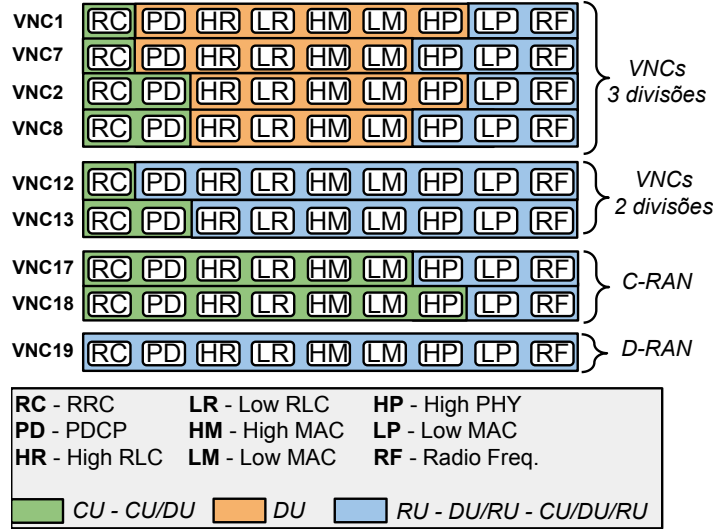 VNC1 RC PD HR LR HM LM HP LP RF
VNC7 RC PD HR LR HM LM HP LP RF
VNC2 RC PD HR LR HM LM HP LP RF
VNC8 RC PD HR LR HM LM HP LP RF
VNCs
3 divisões
VNC12 RC PD HR LR HM LM HP LP RF
VNC13 RC PD HR LR HM LM HP LP RF
VNCs
2 divisões
VNC17 RC PD HR LR HM LM HP LP RF
VNC18 RC PD HR LR HM LM HP LP RF
C-RAN
VNC19 RC PD HR LR HM LM HP LP RF
D-RAN
RC - RRC LR - Low RLC HP - High PHY
PD - PDCP HM - High MAC LP - Low MAC
HR - High RLC LM - Low MAC RF - Radio Freq.
CU - CU/DU DU RU - DU/RU - CU/DU/RU